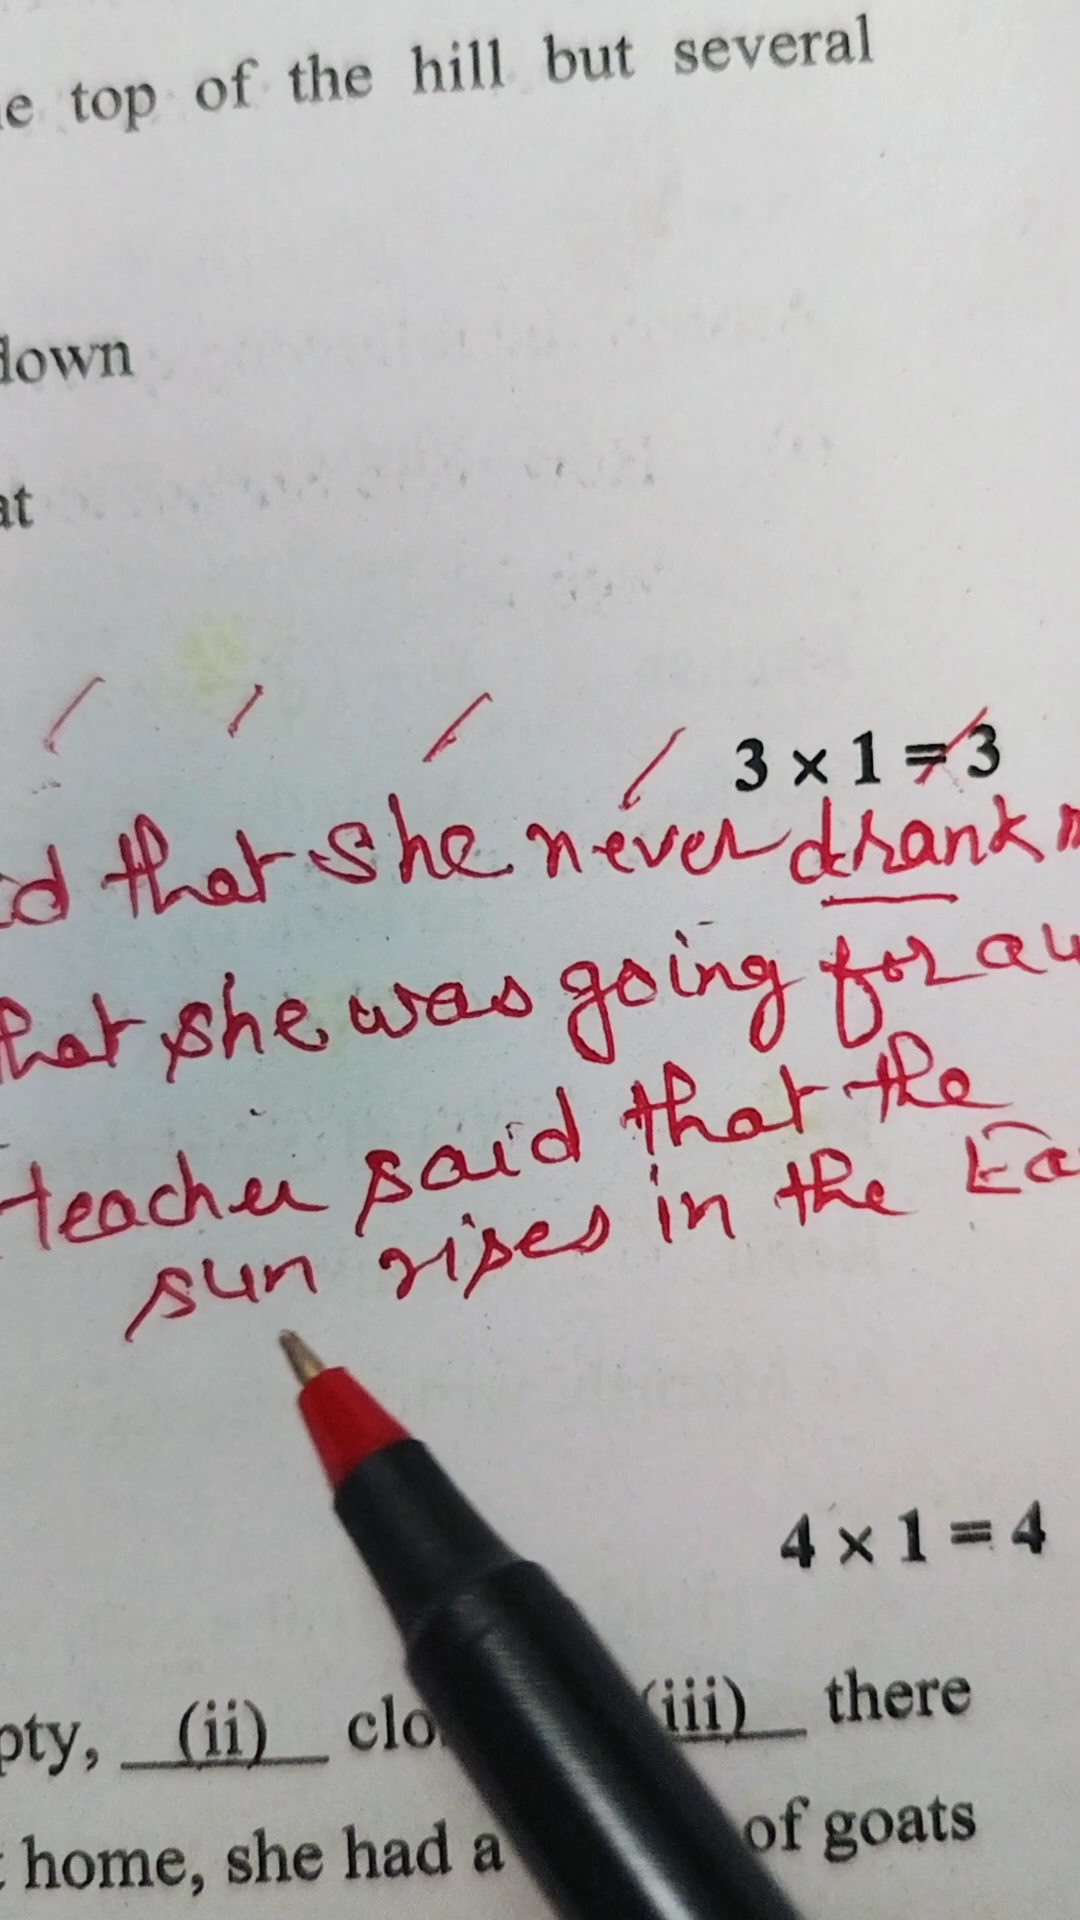 e top of the hill but several
down
at
3 × 1 = 3
d that she never drank
that she was going for a
teacher said that the
sun rises in the Ea
4 × 1 = 4
pty, (ii) clo (iii) there
home, she had a of goats